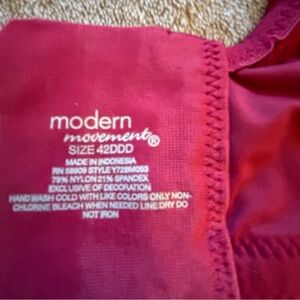 modern
movement®
SIZE 42DDD
MADE IN INDONESIA
RN 58909 STYLE Y72BM053
79% NYLON 21% SPANDEX
EXCLUSIVE OF DECORATION
HAND WASH COLD WITH LIKE COLORS ONLY NON-
CHLORINE BLEACH WHEN NEEDED LINE DRY DO
NOT IRON